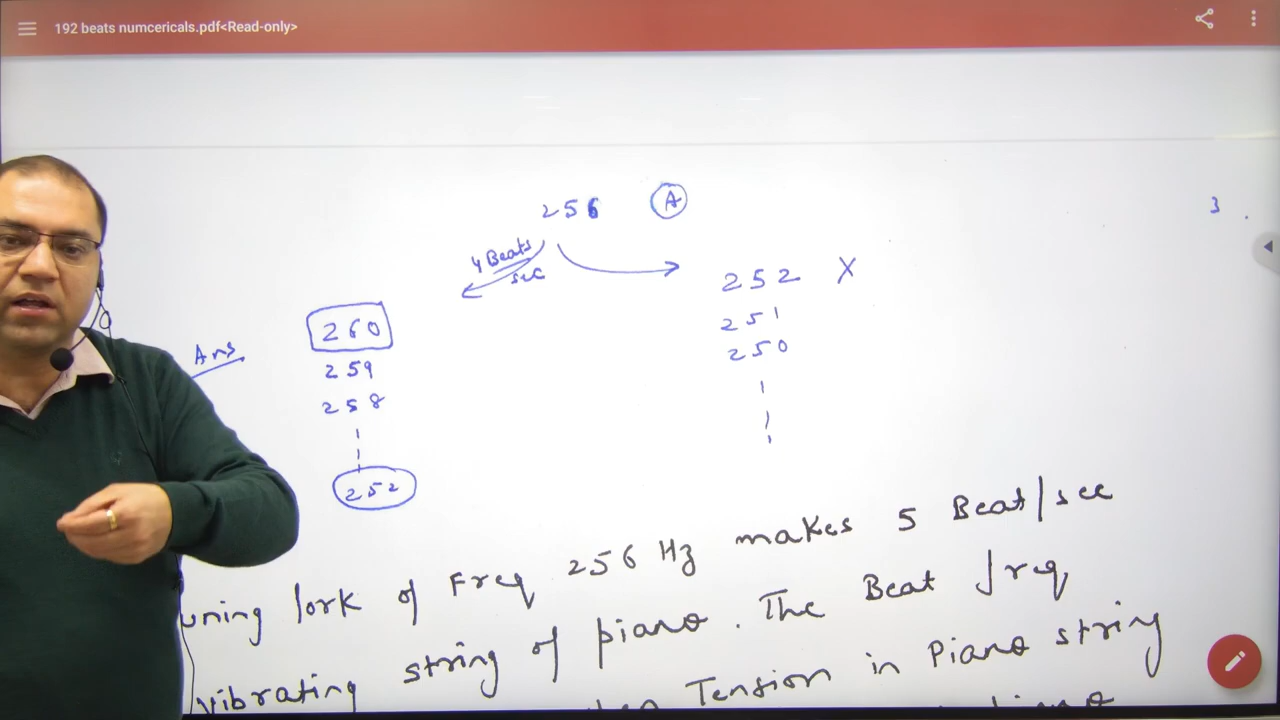 192 beats numcericals.pdf<Read-only>
256 A
3 .
4 Beats
sec
252 X
251
250
Ans
260
259
258
252
uning fork of Freq 256 Hz makes 5 Beat/sec
vibrating string of piano. The Beat freq
Tension in Piano string